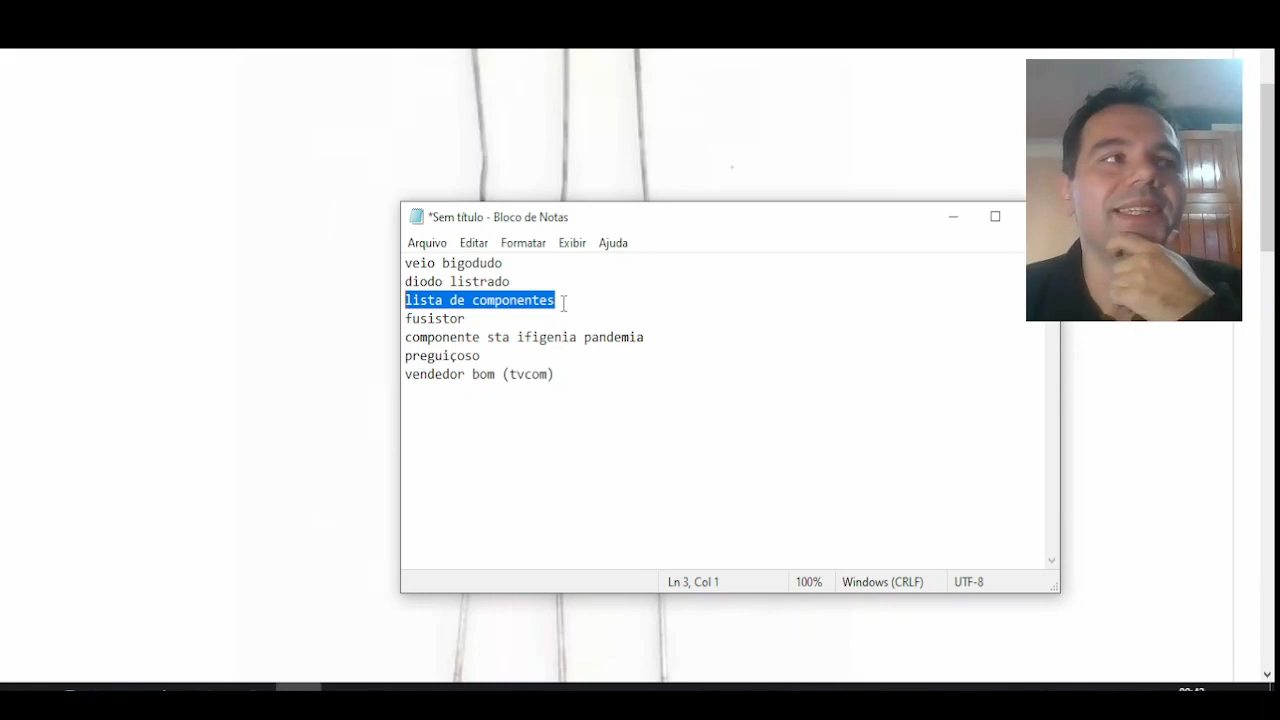 *Sem título - Bloco de Notas
Arquivo Editar Formatar Exibir Ajuda
veio bigodudo
diodo listrado
lista de componentes
fusistor
componente sta ifigenia pandemia
preguiçoso
vendedor bom (tvcom)
Ln 3, Col 1 100% Windows (CRLF) UTF-8